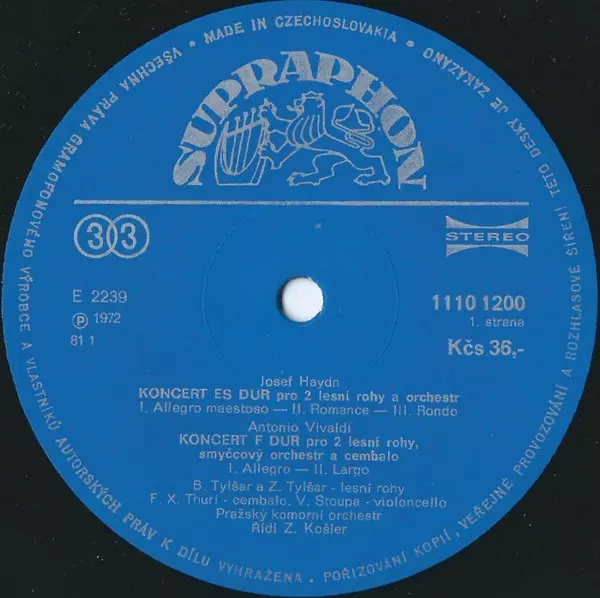 VŠECHNA PRÁVA GRAMOFONOVÉHO VÝROBCE A VLASTNÍKŮ AUTORSKÝCH PRÁV K DÍLU VYHRAŽENA • POŘIZOVÁNÍ KOPIÍ, VEŘEJNÉ PROVOZOVÁNÍ A ROZHLASOVÉ ŠÍŘENÍ TÉTO DESKY JE ZAKÁZÁNO • MADE IN CZECHOSLOVAKIA •
SUPRAPHON
33
STEREO
E 2239
℗ 1972
81 1
1110 1200
1. strana
Kčs 36,-
Josef Haydn
KONCERT ES DUR pro 2 lesní rohy a orchestr
I. Allegro maestoso — II. Romance — III. Rondo
Antonio Vivaldi
KONCERT F DUR pro 2 lesní rohy,
smyčcový orchestr a cembalo
I. Allegro — II. Largo
B. Tylšar a Z. Tylšar - lesní rohy
F. X. Thuri - cembalo, V. Stoupa - violoncello
Pražský komorní orchestr
Řídí Z. Košler